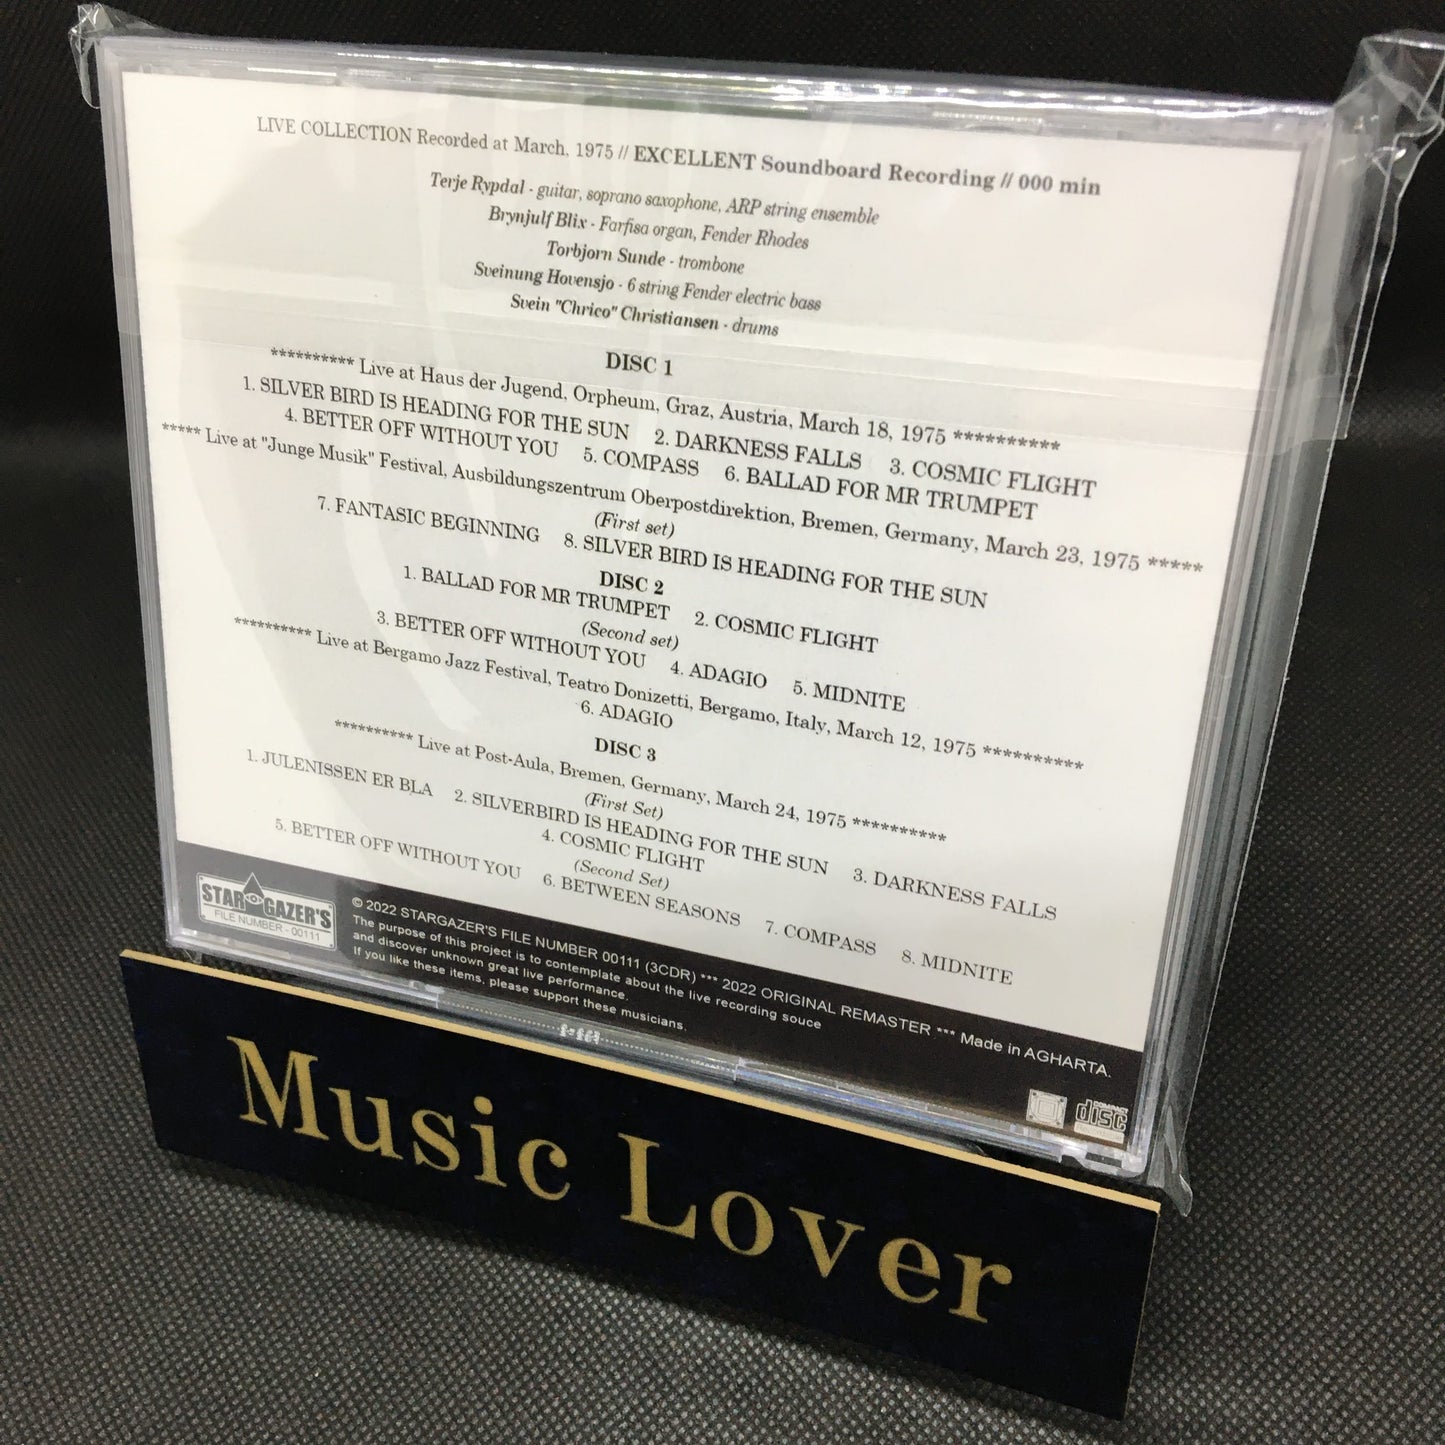 LIVE COLLECTION Recorded at March, 1975 // EXCELLENT Soundboard Recording // 000 min
Terje Rypdal - guitar, soprano saxophone, ARP string ensemble
Brynjulf Blix - Farfisa organ, Fender Rhodes
Torbjorn Sunde - trombone
Sveinung Hovensjo - 6 string Fender electric bass
Svein "Chrico" Christiansen - drums
DISC 1
********** Live at Haus der Jugend, Orpheum, Graz, Austria, March 18, 1975 **********
1. SILVER BIRD IS HEADING FOR THE SUN 2. DARKNESS FALLS 3. COSMIC FLIGHT
4. BETTER OFF WITHOUT YOU 5. COMPASS 6. BALLAD FOR MR TRUMPET
***** Live at "Junge Musik" Festival, Ausbildungszentrum Oberpostdirektion, Bremen, Germany, March 23, 1975 *****
(First set)
7. FANTASIC BEGINNING 8. SILVER BIRD IS HEADING FOR THE SUN
DISC 2
1. BALLAD FOR MR TRUMPET 2. COSMIC FLIGHT
(Second set)
3. BETTER OFF WITHOUT YOU 4. ADAGIO 5. MIDNITE
********** Live at Bergamo Jazz Festival, Teatro Donizetti, Bergamo, Italy, March 12, 1975 **********
6. ADAGIO
DISC 3
********** Live at Post-Aula, Bremen, Germany, March 24, 1975 **********
(First Set)
1. JULENISSEN ER BLA 2. SILVERBIRD IS HEADING FOR THE SUN 3. DARKNESS FALLS
4. COSMIC FLIGHT
(Second Set)
5. BETTER OFF WITHOUT YOU 6. BETWEEN SEASONS 7. COMPASS 8. MIDNITE
STAR GAZER'S
FILE NUMBER - 00111
© 2022 STARGAZER'S FILE NUMBER 00111 (3CDR) *** 2022 ORIGINAL REMASTER *** Made in AGHARTA.
The purpose of this project is to contemplate about the live recording souce
and discover unknown great live performance.
If you like these items, please support these musicians.
COMPACT
disc
Music Lover